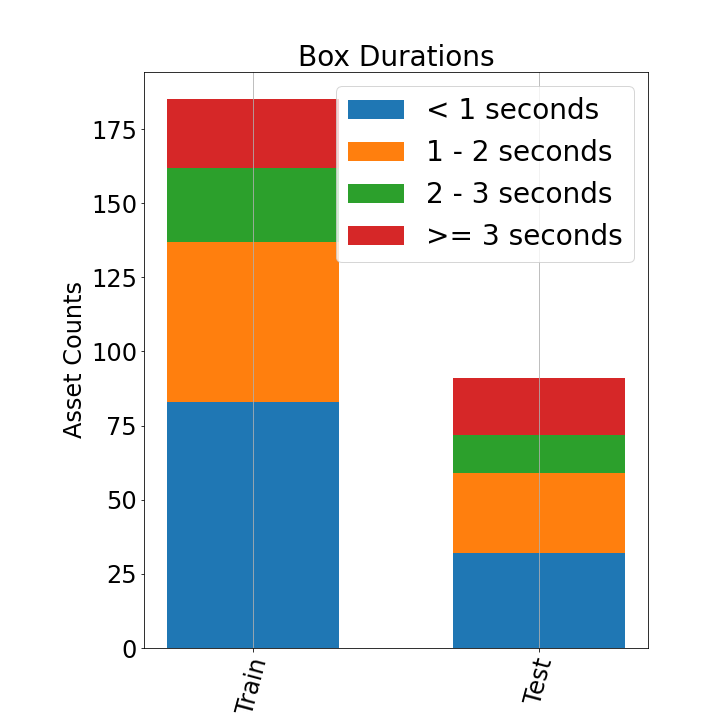 Box Durations
< 1 seconds
1 - 2 seconds
2 - 3 seconds
>= 3 seconds
Asset Counts
175
150
125
100
75
50
25
0
Train
Test